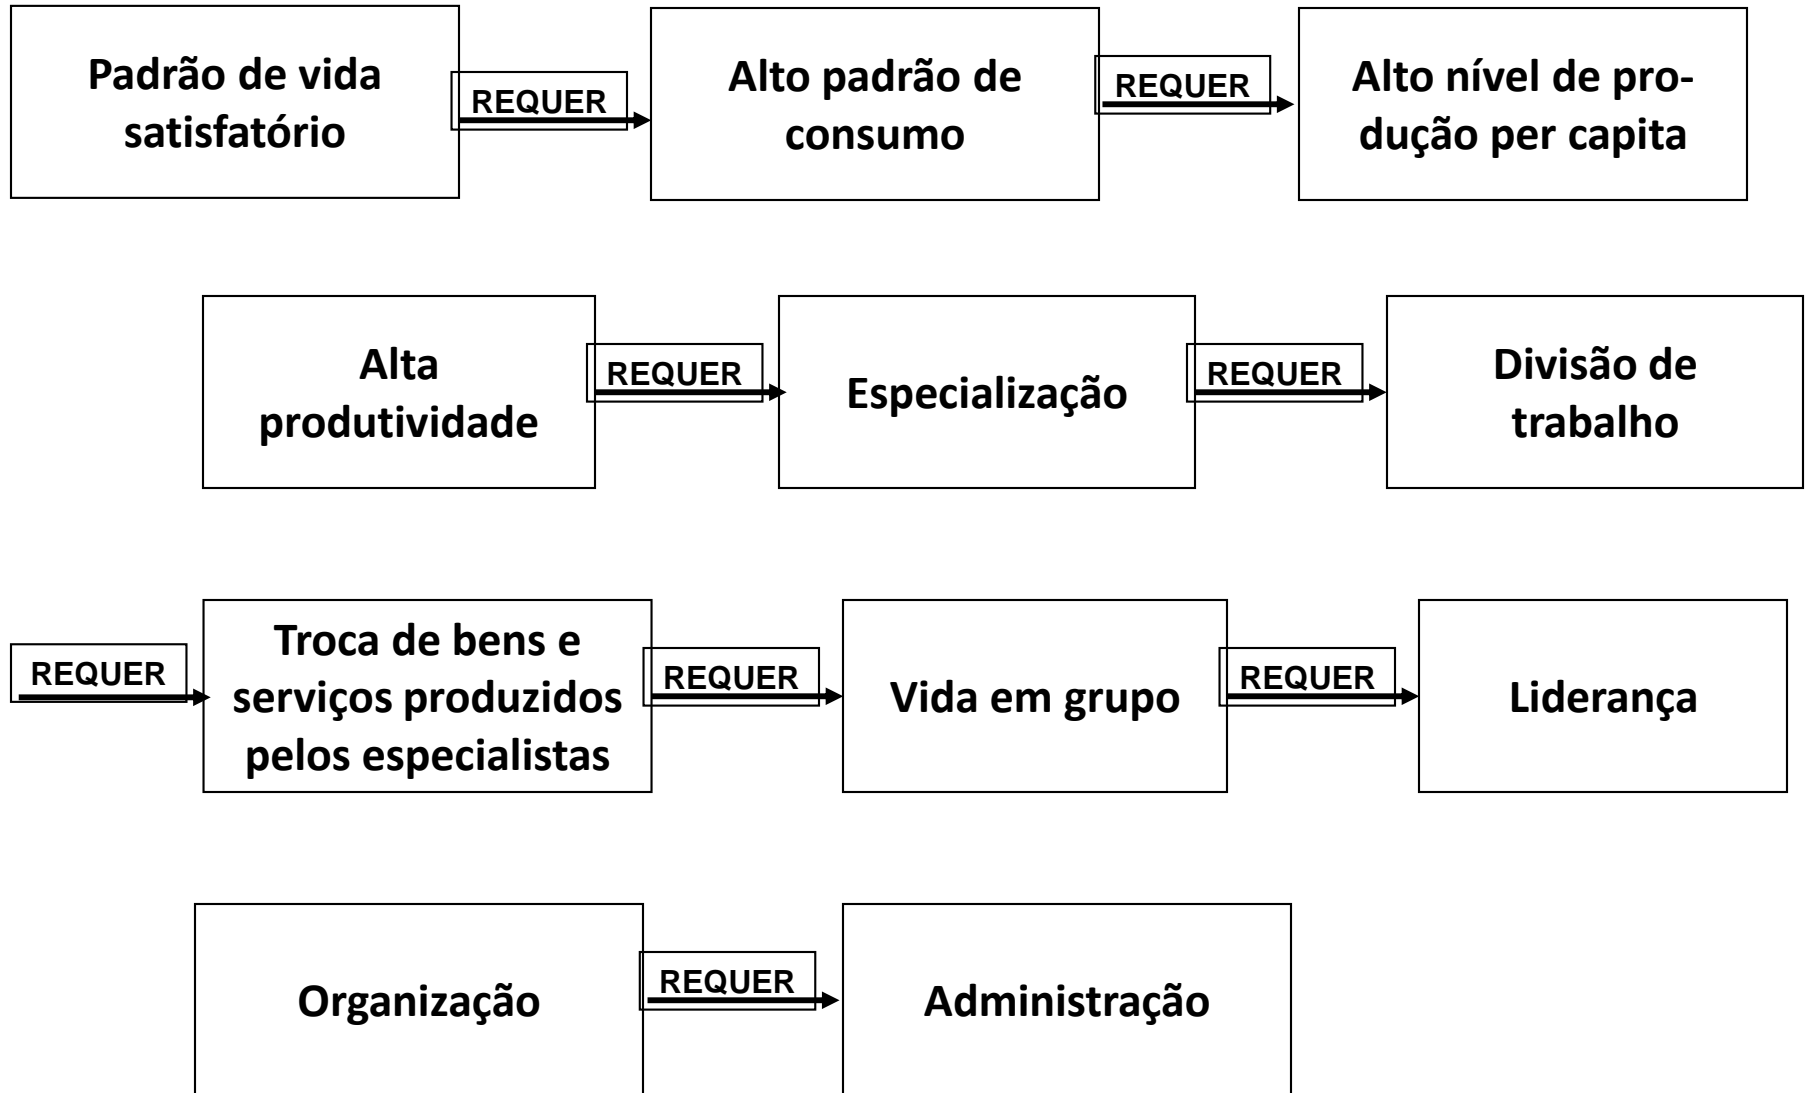 Padrão de vida
satisfatório
REQUER
Alto padrão de
consumo
REQUER
Alto nível de pro-
dução per capita
Alta
produtividade
REQUER
Especialização
REQUER
Divisão de
trabalho
REQUER
Troca de bens e
serviços produzidos
pelos especialistas
REQUER
Vida em grupo
REQUER
Liderança
Organização
REQUER
Administração